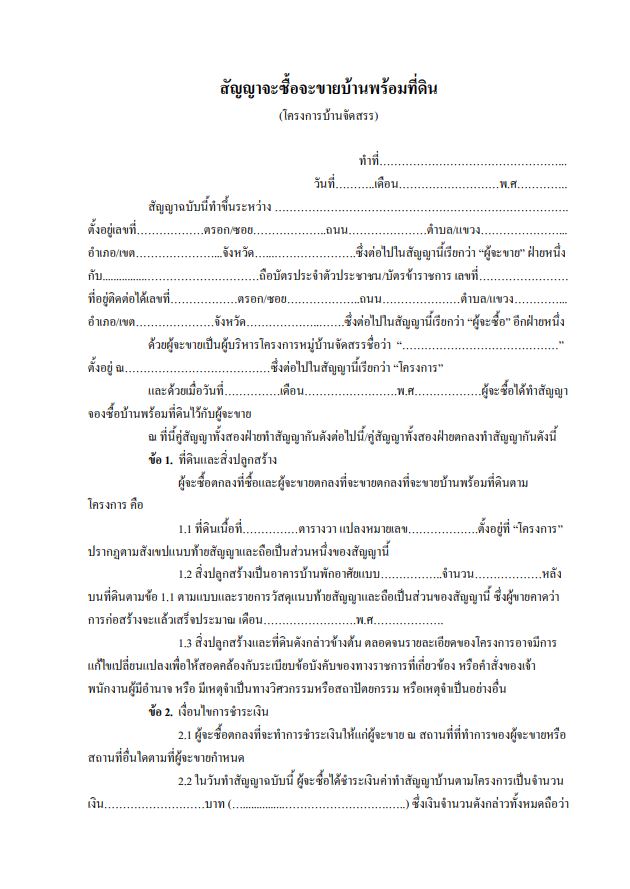 สัญญาจะซื้อจะขายบ้านพร้อมที่ดิน
(โครงการบ้านจัดสรร)
ทำที่…………………………………………..
วันที่………..เดือน………………………พ.ศ…………..
สัญญาฉบับนี้ทำขึ้นระหว่าง …………………………………………………………………….
ตั้งอยู่เลขที่………………ตรอก/ซอย………………..ถนน…………………ตำบล/แขวง…………………...
อำเภอ/เขต…………………...จังหวัด…...………………….ซึ่งต่อไปในสัญญานี้เรียกว่า “ผู้จะขาย” ฝ่ายหนึ่ง
กับ................…………………………ถือบัตรประจำตัวประชาชน/บัตรข้าราชการ เลขที่……………………
ที่อยู่ติดต่อได้เลขที่………………ตรอก/ซอย………………..ถนน…………………ตำบล/แขวง…………...
อำเภอ/เขต…………………จังหวัด………………..…….ซึ่งต่อไปในสัญญานี้เรียกว่า “ผู้จะซื้อ” อีกฝ่ายหนึ่ง
ด้วยผู้จะขายเป็นผู้บริหารโครงการหมู่บ้านจัดสรรชื่อว่า “……………………………………”
ตั้งอยู่ ณ…………………………………ซึ่งต่อไปในสัญญานี้เรียกว่า “โครงการ”
และด้วยเมื่อวันที่……………เดือน…………………….พ.ศ………………ผู้จะซื้อได้ทำสัญญา
จองซื้อบ้านพร้อมที่ดินไว้กับผู้จะขาย
ณ ที่นี้คู่สัญญาทั้งสองฝ่ายทำสัญญากันดังต่อไปนี้/คู่สัญญาทั้งสองฝ่ายตกลงทำสัญญากันดังนี้
ข้อ 1. ที่ดินและสิ่งปลูกสร้าง
ผู้จะซื้อตกลงที่ซื้อและผู้จะขายตกลงที่จะขายตกลงที่จะขายบ้านพร้อมที่ดินตาม
โครงการ คือ
1.1 ที่ดินเนื้อที่……………ตารางวา แปลงหมายเลข……………….ตั้งอยู่ที่ “โครงการ”
ปรากฏตามสังเขปแนบท้ายสัญญาและถือเป็นส่วนหนึ่งของสัญญานี้
1.2 สิ่งปลูกสร้างเป็นอาคารบ้านพักอาศัยแบบ……………..จำนวน………………หลัง
บนที่ดินตามข้อ 1.1 ตามแบบและรายการวัสดุแนบท้ายสัญญาและถือเป็นส่วนของสัญญานี้ ซึ่งผู้ขายคาดว่า
การก่อสร้างจะแล้วเสร็จประมาณ เดือน…………………….พ.ศ……………….
1.3 สิ่งปลูกสร้างและที่ดินดังกล่าวข้างต้น ตลอดจนรายละเอียดของโครงการอาจมีการ
แก้ไขเปลี่ยนแปลงเพื่อให้สอดคล้องกับระเบียบข้อบังคับของทางราชการที่เกี่ยวข้อง หรือคำสั่งของเจ้า
พนักงานผู้มีอำนาจ หรือ มีเหตุจำเป็นทางวิศวกรรมหรือสถาปัตยกรรม หรือเหตุจำเป็นอย่างอื่น
ข้อ 2. เงื่อนไขการชำระเงิน
2.1 ผู้จะซื้อตกลงที่จะทำการชำระเงินให้แก่ผู้จะขาย ณ สถานที่ที่ทำการของผู้จะขายหรือ
สถานที่อื่นใดตามที่ผู้จะขายกำหนด
2.2 ในวันทำสัญญาฉบับนี้ ผู้จะซื้อได้ชำระเงินค่าทำสัญญาบ้านตามโครงการเป็นจำนวน
เงิน………………………บาท (…...............……………………….…..) ซึ่งเงินจำนวนดังกล่าวทั้งหมดถือว่า